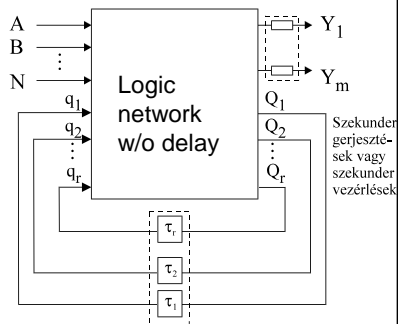 A
B
⋮
N
q1
q2
⋮
qr
Logic
network
w/o delay
Y1
Ym
Q1
Q2
⋮
Qr
Szekunder
gerjeszté-
sek vagy
szekunder
vezérlések
τr
τ2
τ1